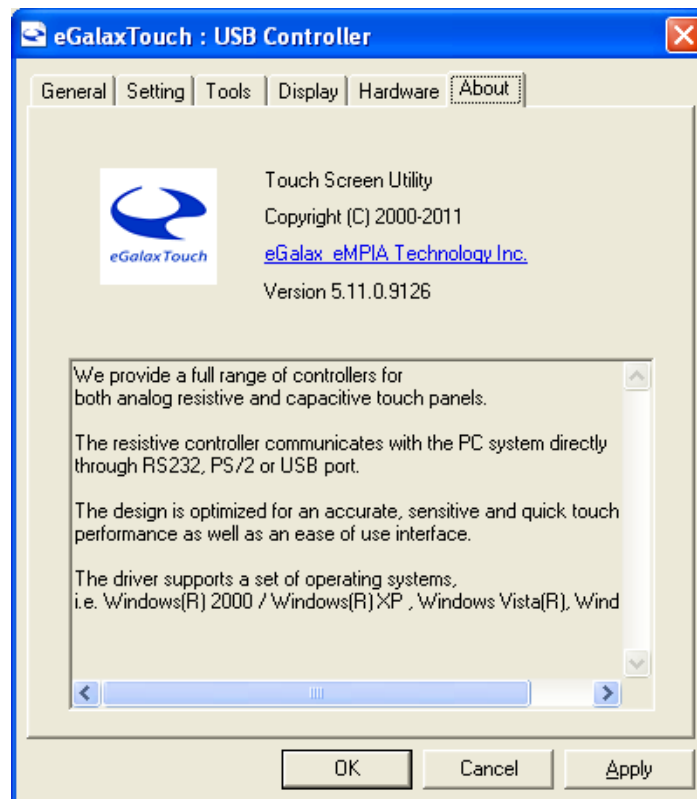 eGalaxTouch : USB Controller
General Setting Tools Display Hardware About
Touch Screen Utility
Copyright (C) 2000-2011
eGalax_eMPIA Technology Inc.
Version 5.11.0.9126
eGalaxTouch
We provide a full range of controllers for
both analog resistive and capacitive touch panels.
The resistive controller communicates with the PC system directly
through RS232, PS/2 or USB port.
The design is optimized for an accurate, sensitive and quick touch
performance as well as an ease of use interface.
The driver supports a set of operating systems,
i.e. Windows(R) 2000 / Windows(R) XP , Windows Vista(R), Wind
OK Cancel Apply